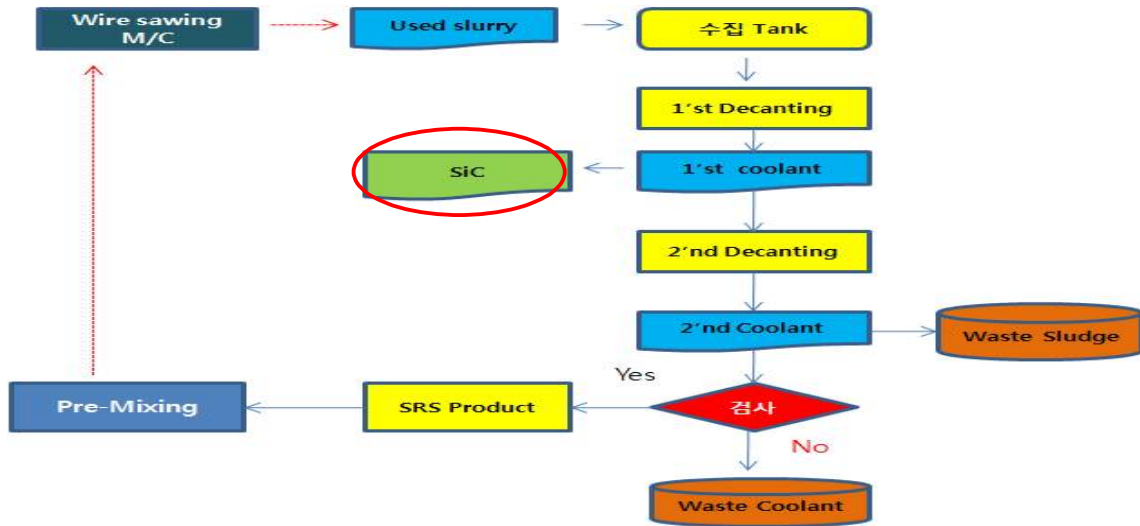 Wire sawing
M/C
Used slurry
수집 Tank
1'st Decanting
SiC
1'st coolant
2'nd Decanting
2'nd Coolant
Waste Sludge
Yes
Pre-Mixing
SRS Product
검사
No
Waste Coolant